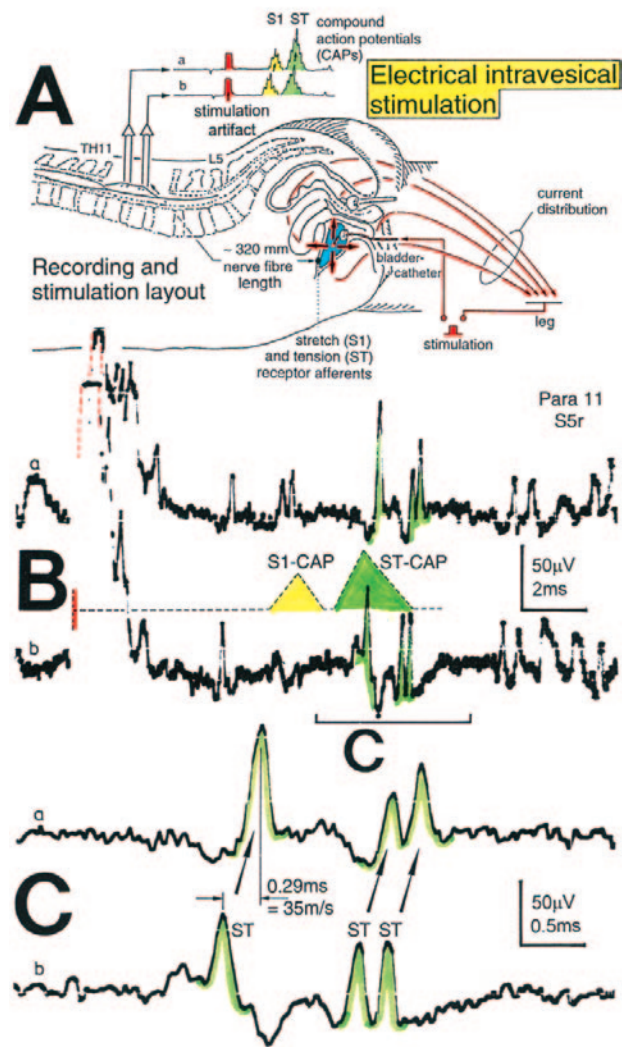 A
S1 ST
compound
action potentials
(CAPs)
a
b
stimulation
artifact
Electrical intravesical
stimulation
TH11
L5
current
distribution
~ 320 mm
nerve fibre
length
bladder-
catheter
Recording and
stimulation layout
leg
stimulation
stretch (S1)
and tension (ST)
receptor afferents
Para 11
S5r
a
B
S1-CAP
ST-CAP
50µV
2ms
b
C
a
C
0.29ms
= 35m/s
ST
ST
ST
50µV
0.5ms
b